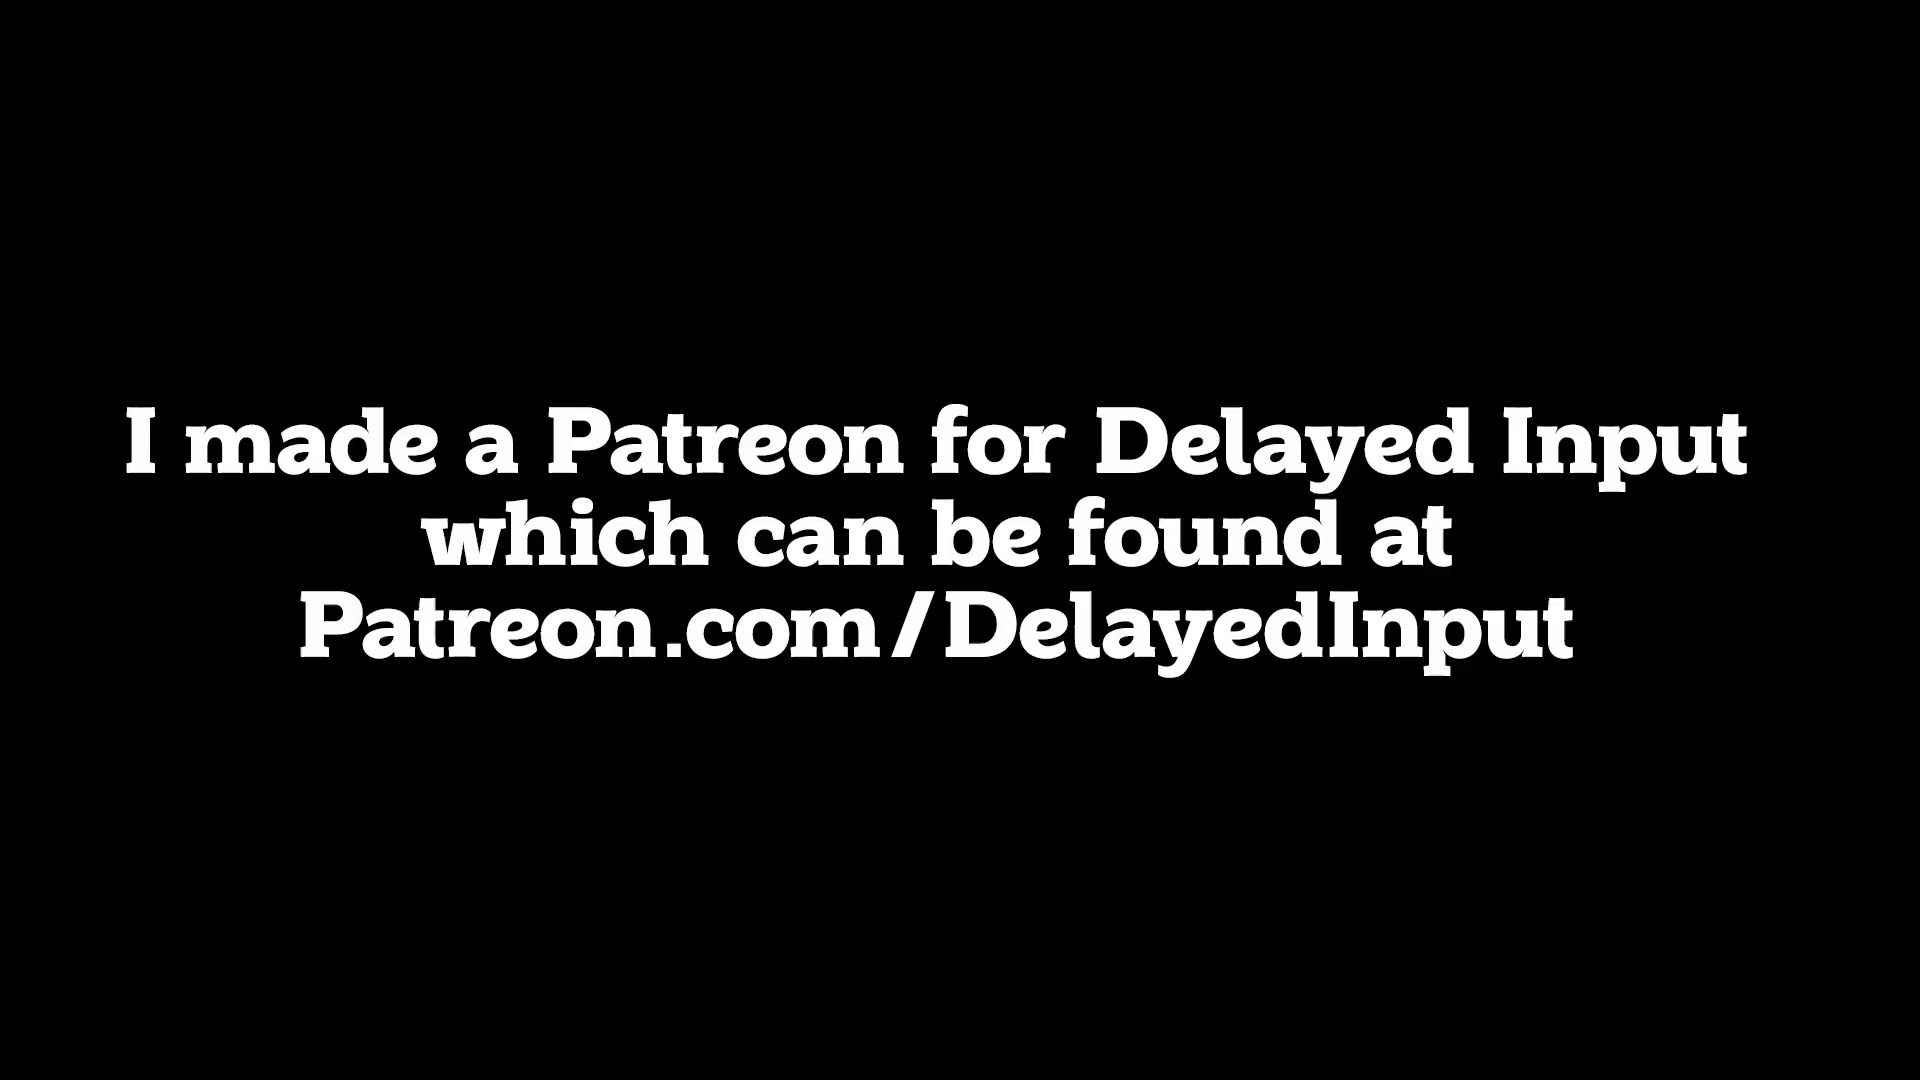 I made a Patreon for Delayed Input
which can be found at
Patreon.com/DelayedInput